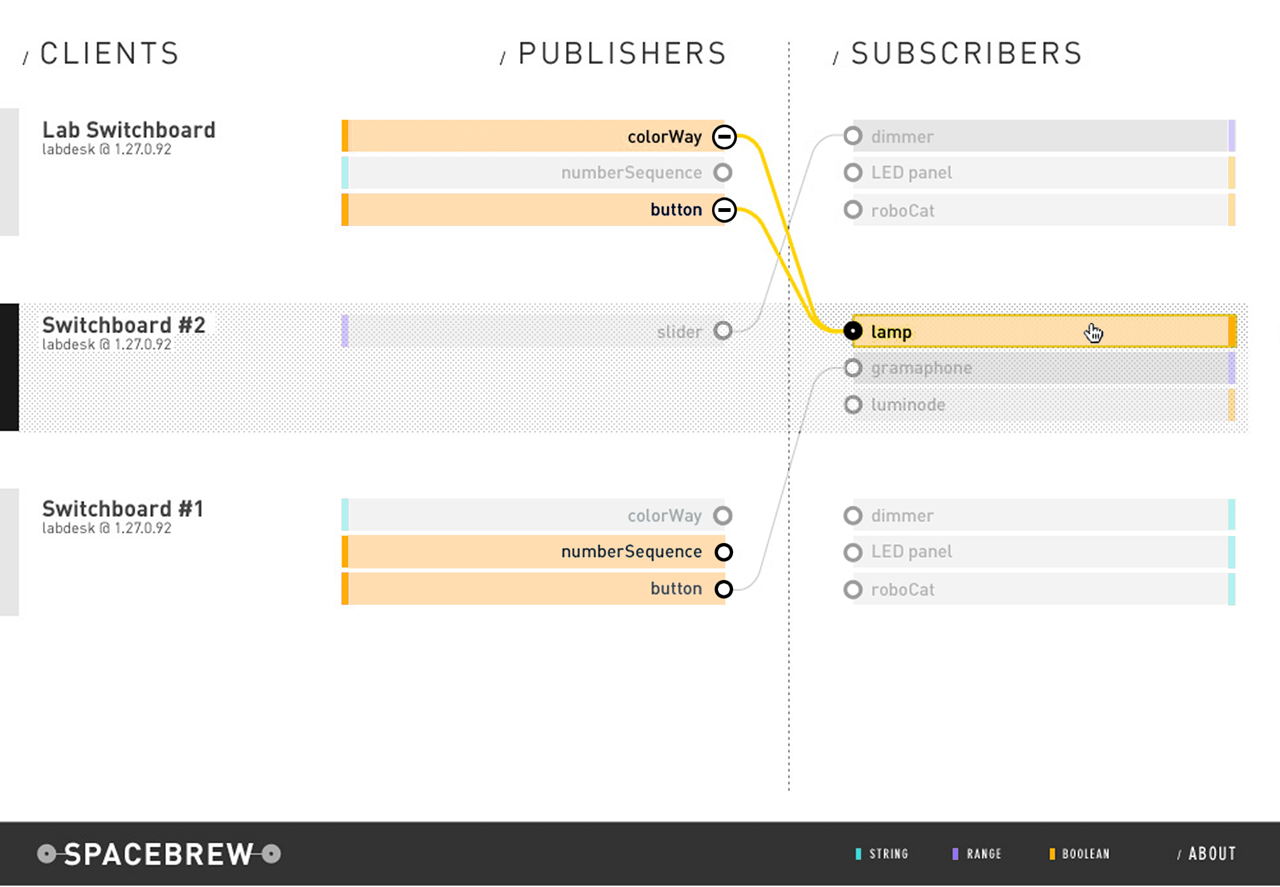 / CLIENTS / PUBLISHERS / SUBSCRIBERS
Lab Switchboard
labdesk @ 1.27.0.92
colorWay
numberSequence
button
dimmer
LED panel
roboCat
Switchboard #2
labdesk @ 1.27.0.92
slider
lamp
gramaphone
luminode
Switchboard #1
labdesk @ 1.27.0.92
colorWay
numberSequence
button
dimmer
LED panel
roboCat
SPACEBREW STRING RANGE BOOLEAN / ABOUT